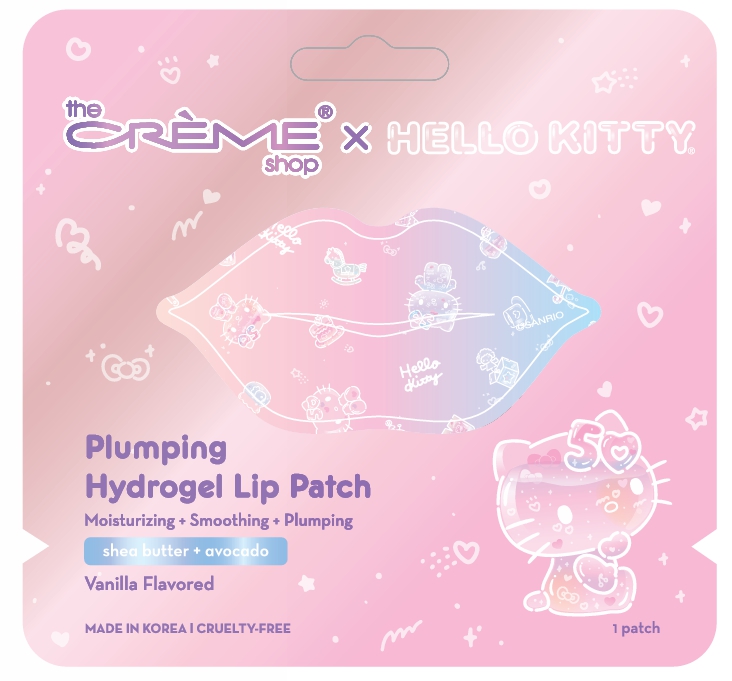 the
CRÈME®
shop
X
HELLO KITTY®
Hello
Kitty
©SANRIO
Hello
Kitty
50
Plumping
Hydrogel Lip Patch
Moisturizing + Smoothing + Plumping
shea butter + avocado
Vanilla Flavored
MADE IN KOREA I CRUELTY-FREE
1 patch